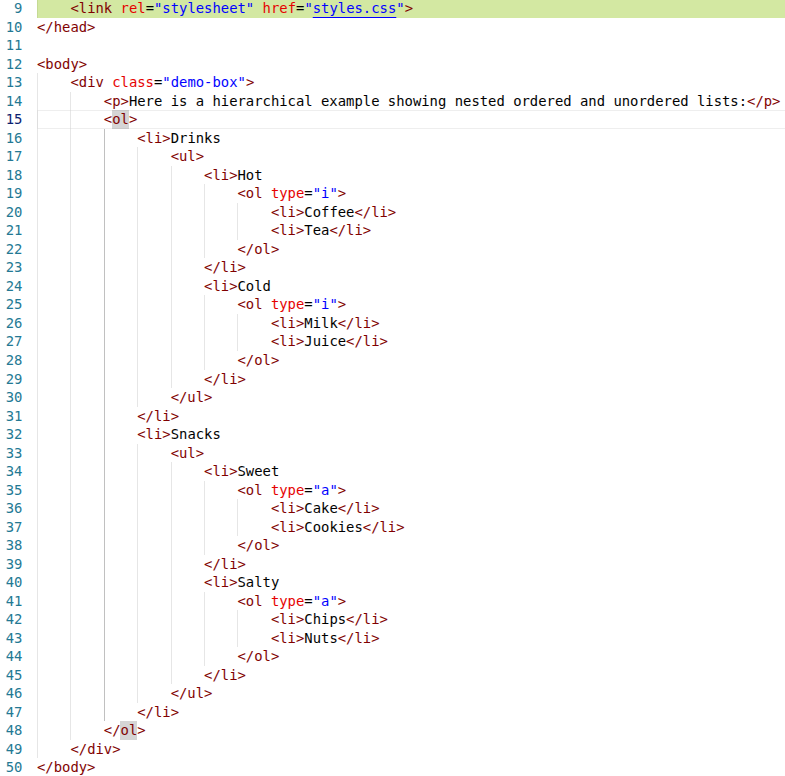 9     <link rel="stylesheet" href="styles.css">
10 </head>
11
12 <body>
13     <div class="demo-box">
14         <p>Here is a hierarchical example showing nested ordered and unordered lists:</p>
15         <ol>
16             <li>Drinks
17                 <ul>
18                     <li>Hot
19                         <ol type="i">
20                             <li>Coffee</li>
21                             <li>Tea</li>
22                         </ol>
23                     </li>
24                     <li>Cold
25                         <ol type="i">
26                             <li>Milk</li>
27                             <li>Juice</li>
28                         </ol>
29                     </li>
30                 </ul>
31             </li>
32             <li>Snacks
33                 <ul>
34                     <li>Sweet
35                         <ol type="a">
36                             <li>Cake</li>
37                             <li>Cookies</li>
38                         </ol>
39                     </li>
40                     <li>Salty
41                         <ol type="a">
42                             <li>Chips</li>
43                             <li>Nuts</li>
44                         </ol>
45                     </li>
46                 </ul>
47             </li>
48         </ol>
49     </div>
50 </body>